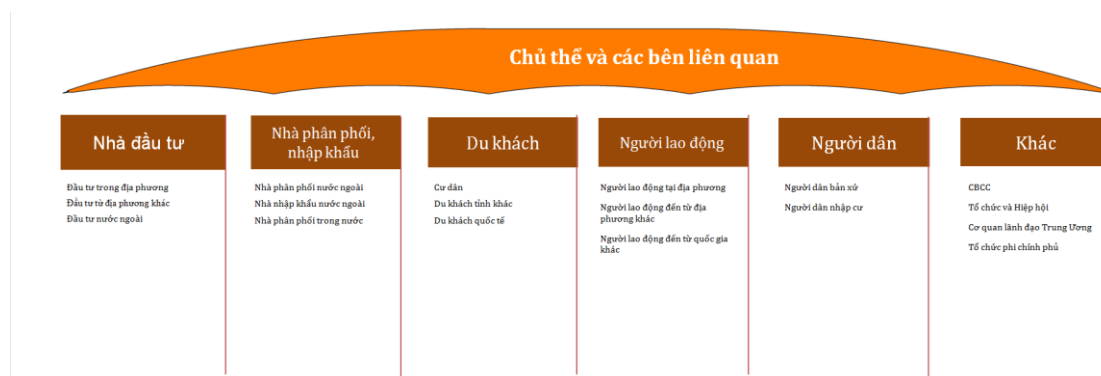 Chủ thể và các bên liên quan
Nhà đầu tư
Đầu tư trong địa phương
Đầu tư từ địa phương khác
Đầu tư nước ngoài
Nhà phân phối,
nhập khẩu
Nhà phân phối nước ngoài
Nhà nhập khẩu nước ngoài
Nhà phân phối trong nước
Du khách
Cư dân
Du khách tỉnh khác
Du khách quốc tế
Người lao động
Người lao động tại địa phương
Người lao động đến từ địa
phương khác
Người lao động đến từ quốc gia
khác
Người dân
Người dân bản xứ
Người dân nhập cư
Khác
CBCC
Tổ chức và Hiệp hội
Cơ quan lãnh đạo Trung Ương
Tổ chức phi chính phủ